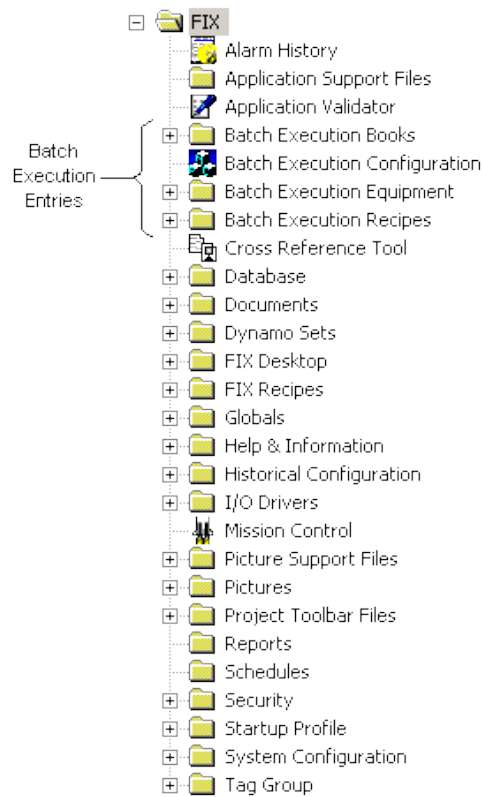 FIX
Alarm History
Application Support Files
Application Validator
Batch Execution Books
Batch
Execution
Entries
Batch Execution Configuration
Batch Execution Equipment
Batch Execution Recipes
Cross Reference Tool
Database
Documents
Dynamo Sets
FIX Desktop
FIX Recipes
Globals
Help & Information
Historical Configuration
I/O Drivers
Mission Control
Picture Support Files
Pictures
Project Toolbar Files
Reports
Schedules
Security
Startup Profile
System Configuration
Tag Group